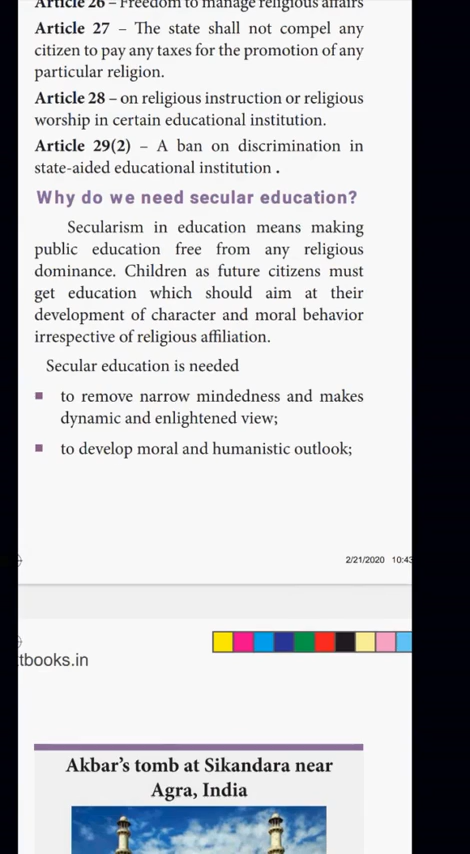 Article 26 – Freedom to manage religious affairs
Article 27 – The state shall not compel any
citizen to pay any taxes for the promotion of any
particular religion.
Article 28 – on religious instruction or religious
worship in certain educational institution.
Article 29(2) – A ban on discrimination in
state-aided educational institution .
Why do we need secular education?
Secularism in education means making
public education free from any religious
dominance. Children as future citizens must
get education which should aim at their
development of character and moral behavior
irrespective of religious affiliation.
Secular education is needed
■ to remove narrow mindedness and makes
dynamic and enlightened view;
■ to develop moral and humanistic outlook;
2/21/2020 10:43
tbooks.in
Akbar’s tomb at Sikandara near
Agra, India